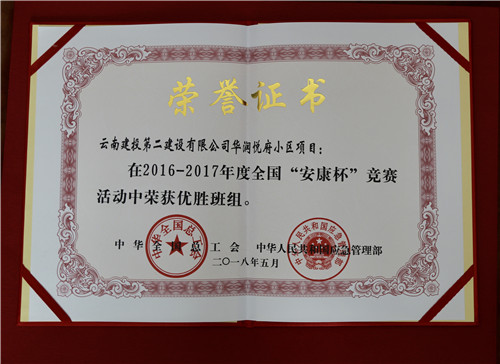 荣誉证书
云南建投第二建设有限公司华润悦府小区项目：
在2016-2017年度全国“安康杯”竞赛
活动中荣获优胜班组。
中华全国总工会 中华人民共和国应急管理部
二〇一八年五月